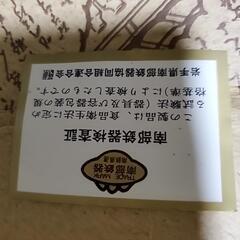 TRADE MARK
南部鉄器
南部鉄器検査証
この製品は、食品衛生法に定め
る試験法(器具及び容器包装の規
格基準)により検査したものです。
岩手県南部鉄器協同組合連合会